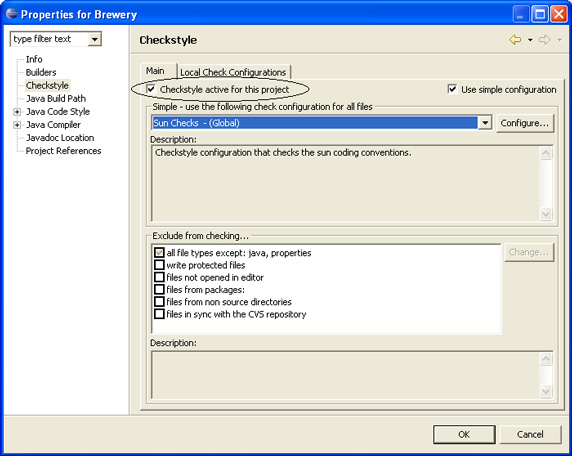 Properties for Brewery
type filter text
Info
Builders
Checkstyle
Java Build Path
Java Code Style
Java Compiler
Javadoc Location
Project References
Checkstyle
Main
Local Check Configurations
Checkstyle active for this project
Use simple configuration
Simple - use the following check configuration for all files
Sun Checks - (Global)
Configure...
Description:
Checkstyle configuration that checks the sun coding conventions.
Exclude from checking...
all file types except: java, properties
write protected files
files not opened in editor
files from packages:
files from non source directories
files in sync with the CVS repository
Change...
Description:
OK
Cancel